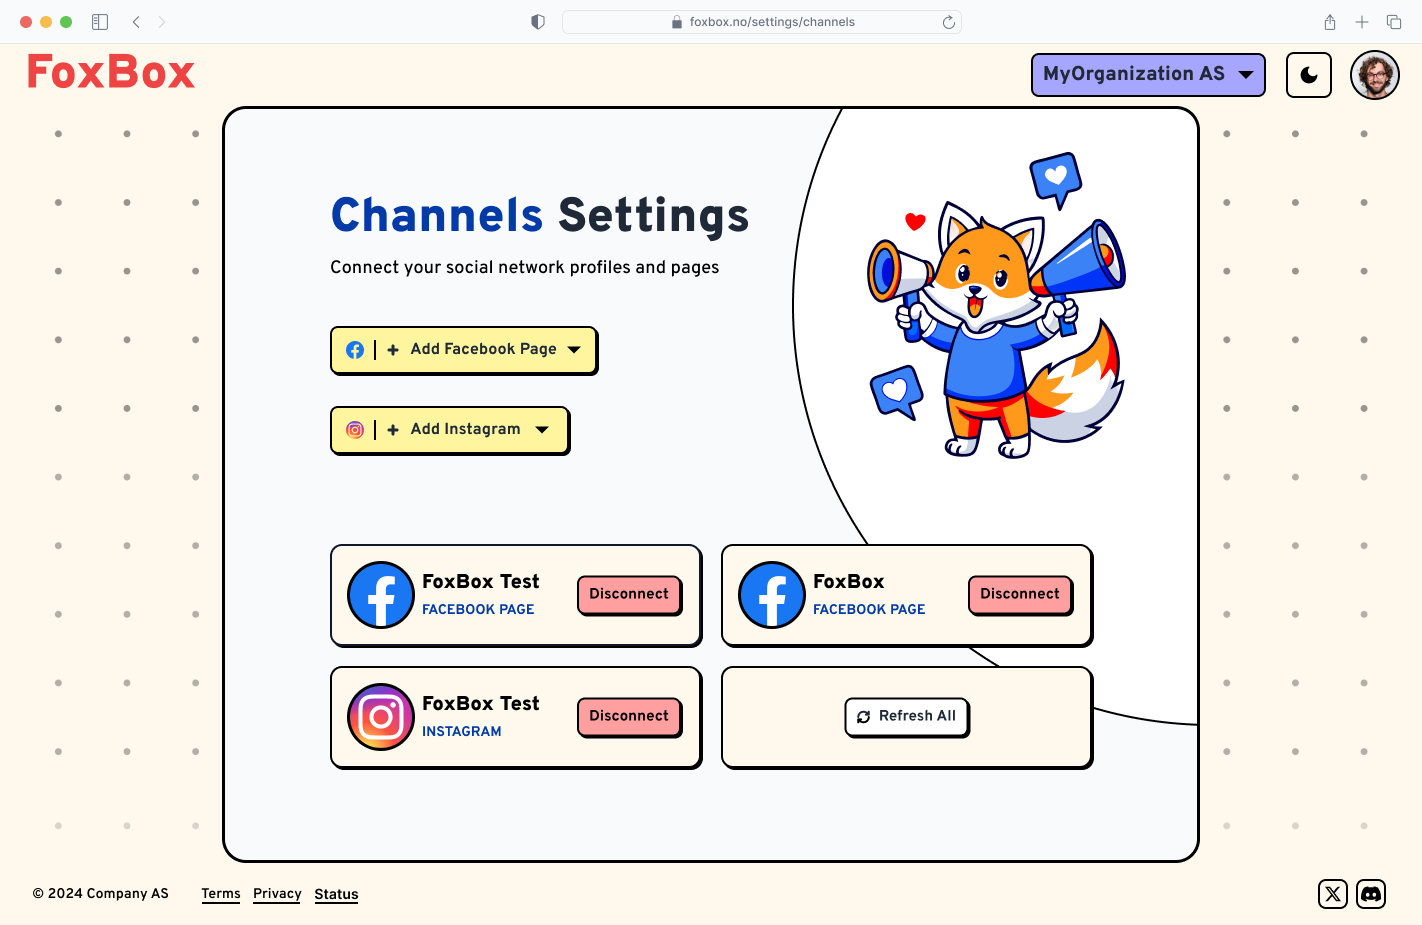 foxbox.no/settings/channels
FoxBox
MyOrganization AS
Channels Settings
Connect your social network profiles and pages
Add Facebook Page
Add Instagram
FoxBox Test
FACEBOOK PAGE
Disconnect
FoxBox
FACEBOOK PAGE
Disconnect
FoxBox Test
INSTAGRAM
Disconnect
Refresh All
© 2024 Company AS
Terms
Privacy
Status